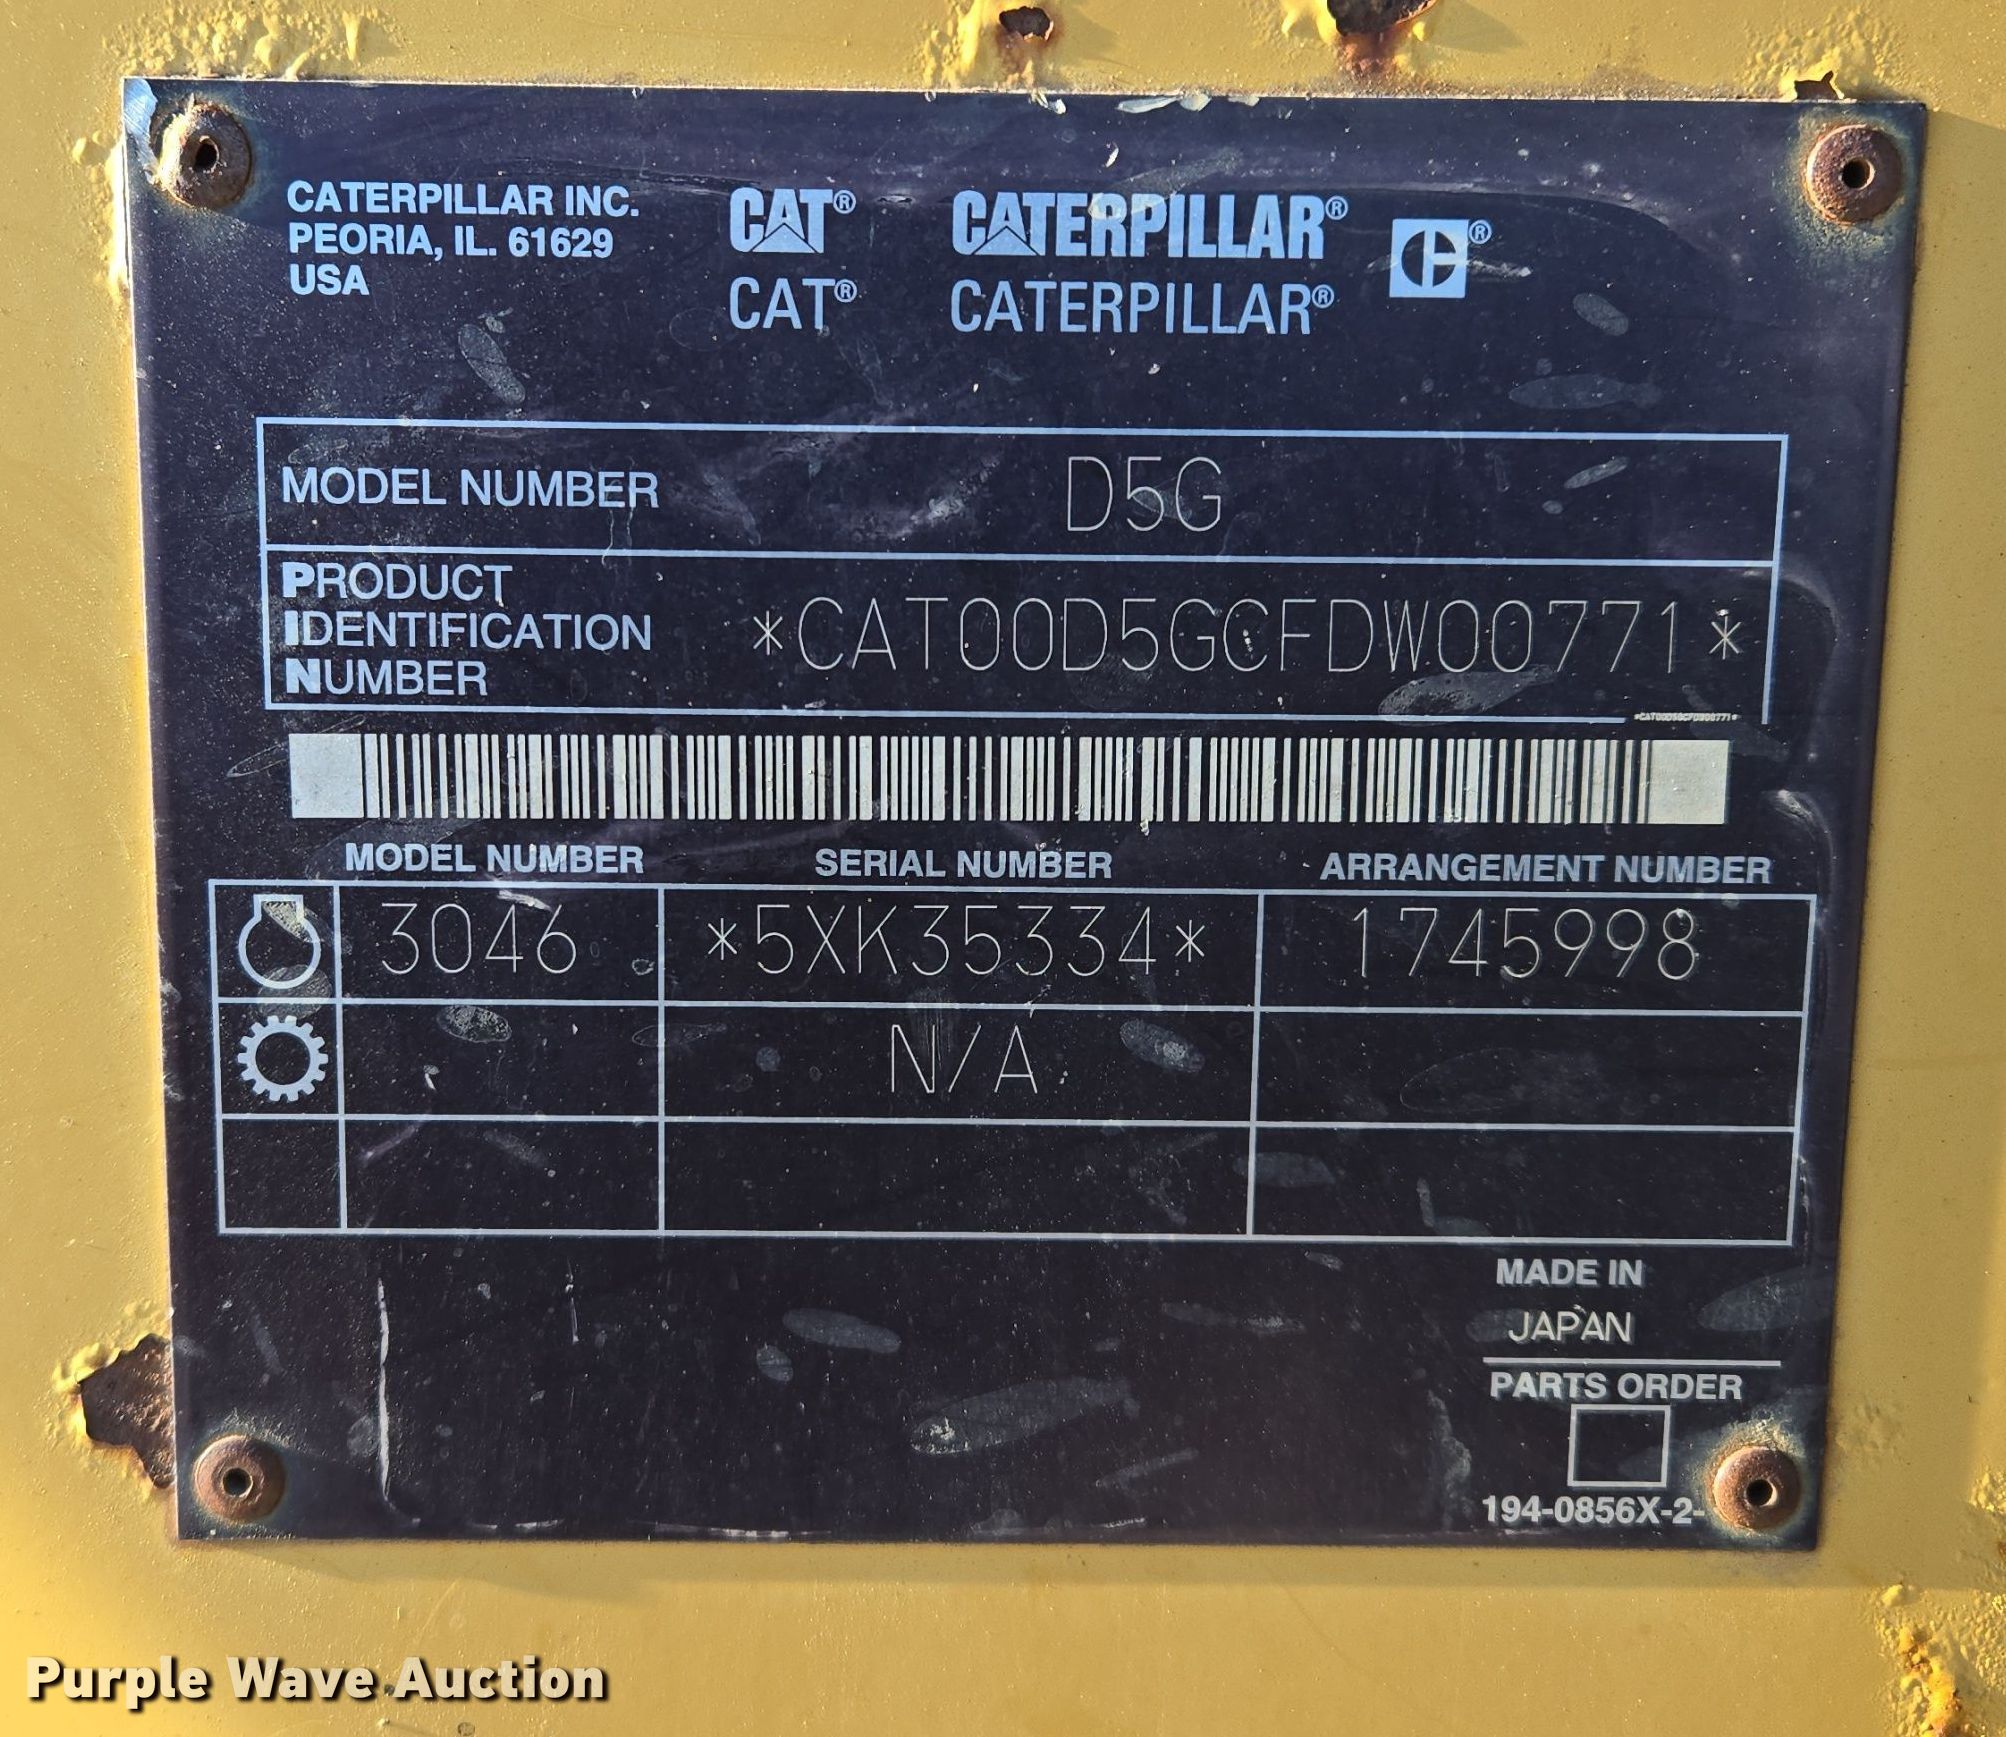 CATERPILLAR INC.
PEORIA, IL. 61629
USA
CAT® CATERPILLAR® ®
CAT® CATERPILLAR®
MODEL NUMBER D5G
PRODUCT
IDENTIFICATION
NUMBER
*CAT00D5GCFDW00771*
*CAT00D5GCFDW00771*
MODEL NUMBER SERIAL NUMBER ARRANGEMENT NUMBER
3046 *5XK35334* 1745998
N/A
MADE IN
JAPAN
PARTS ORDER
194-0856X-2-
Purple Wave Auction